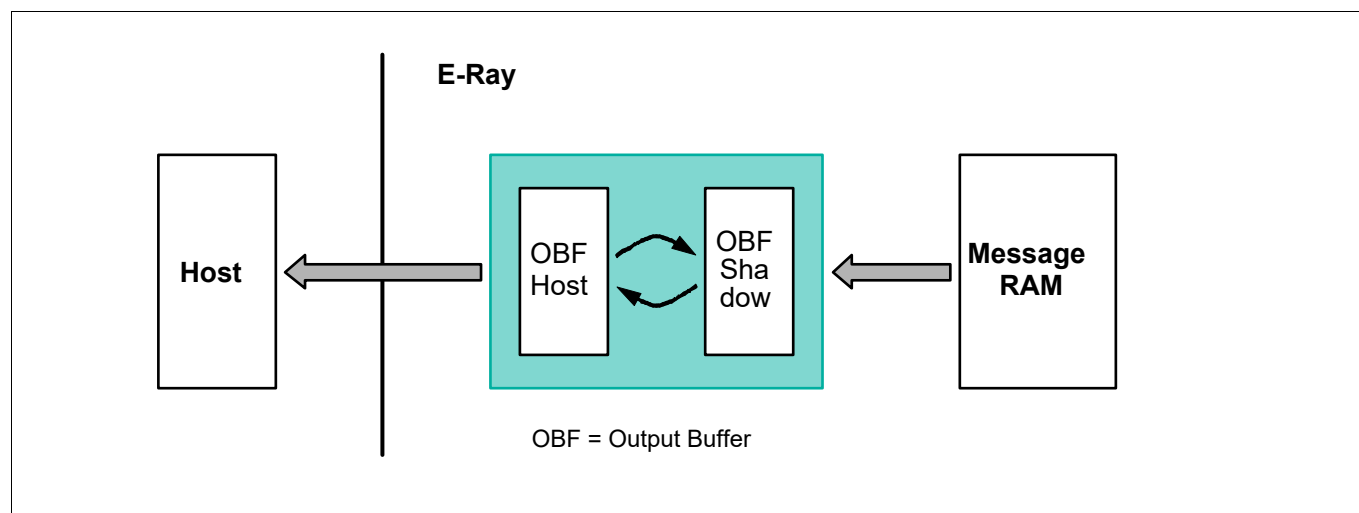 E-Ray
Host
OBF
Host
OBF
Sha
dow
Message
RAM
OBF = Output Buffer